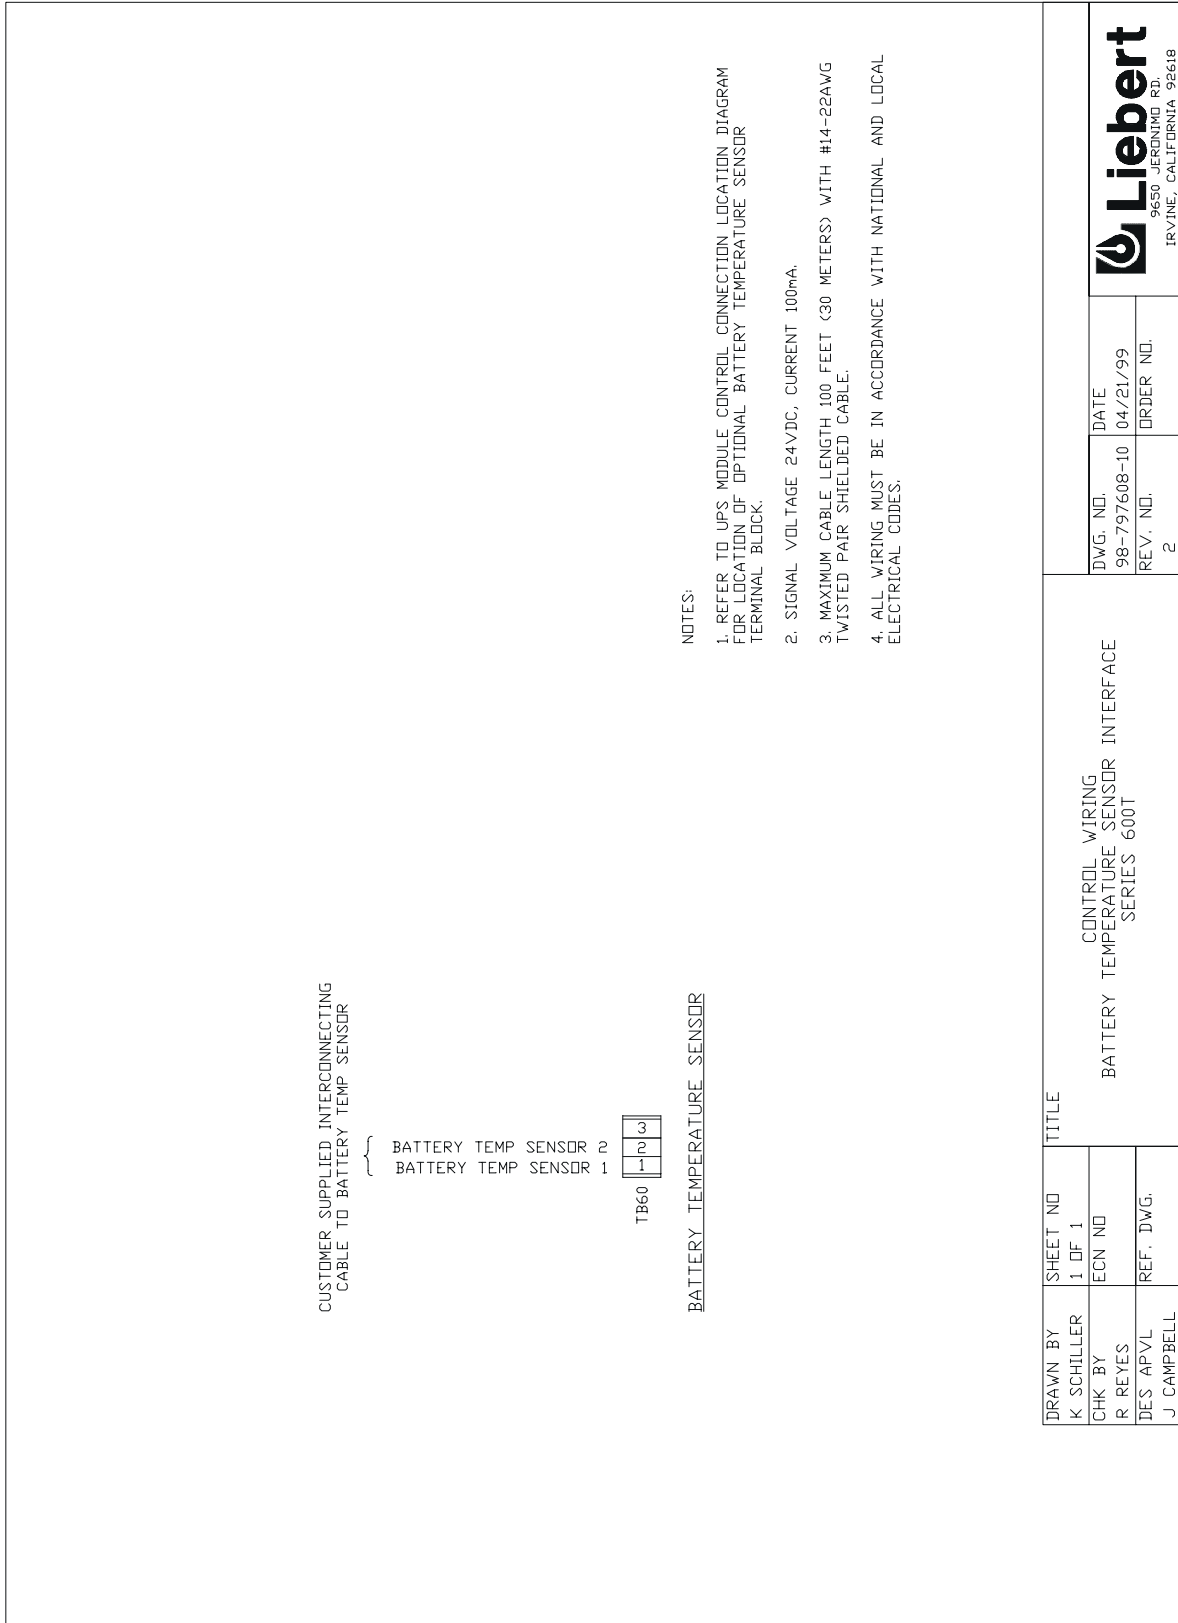 CUSTOMER SUPPLIED INTERCONNECTING
CABLE TO BATTERY TEMP SENSOR
BATTERY TEMP SENSOR 2
BATTERY TEMP SENSOR 1
TB60
1
2
3
BATTERY TEMPERATURE SENSOR
NOTES:
1. REFER TO UPS MODULE CONTROL CONNECTION LOCATION DIAGRAM
FOR LOCATION OF OPTIONAL BATTERY TEMPERATURE SENSOR
TERMINAL BLOCK.
2. SIGNAL VOLTAGE 24VDC, CURRENT 100mA.
3. MAXIMUM CABLE LENGTH 100 FEET (30 METERS) WITH #14-22AWG
TWISTED PAIR SHIELDED CABLE.
4. ALL WIRING MUST BE IN ACCORDANCE WITH NATIONAL AND LOCAL
ELECTRICAL CODES.
DRAWN BY
K SCHILLER
CHK BY
R REYES
DES APVL
J CAMPBELL
SHEET NO
1 OF 1
ECN NO
REF. DWG.
TITLE
CONTROL WIRING
BATTERY TEMPERATURE SENSOR INTERFACE
SERIES 600T
DWG. NO.
98-797608-10
REV. NO.
2
DATE
04/21/99
ORDER NO.
Liebert
9650 JERONIMO RD.
IRVINE, CALIFORNIA 92618